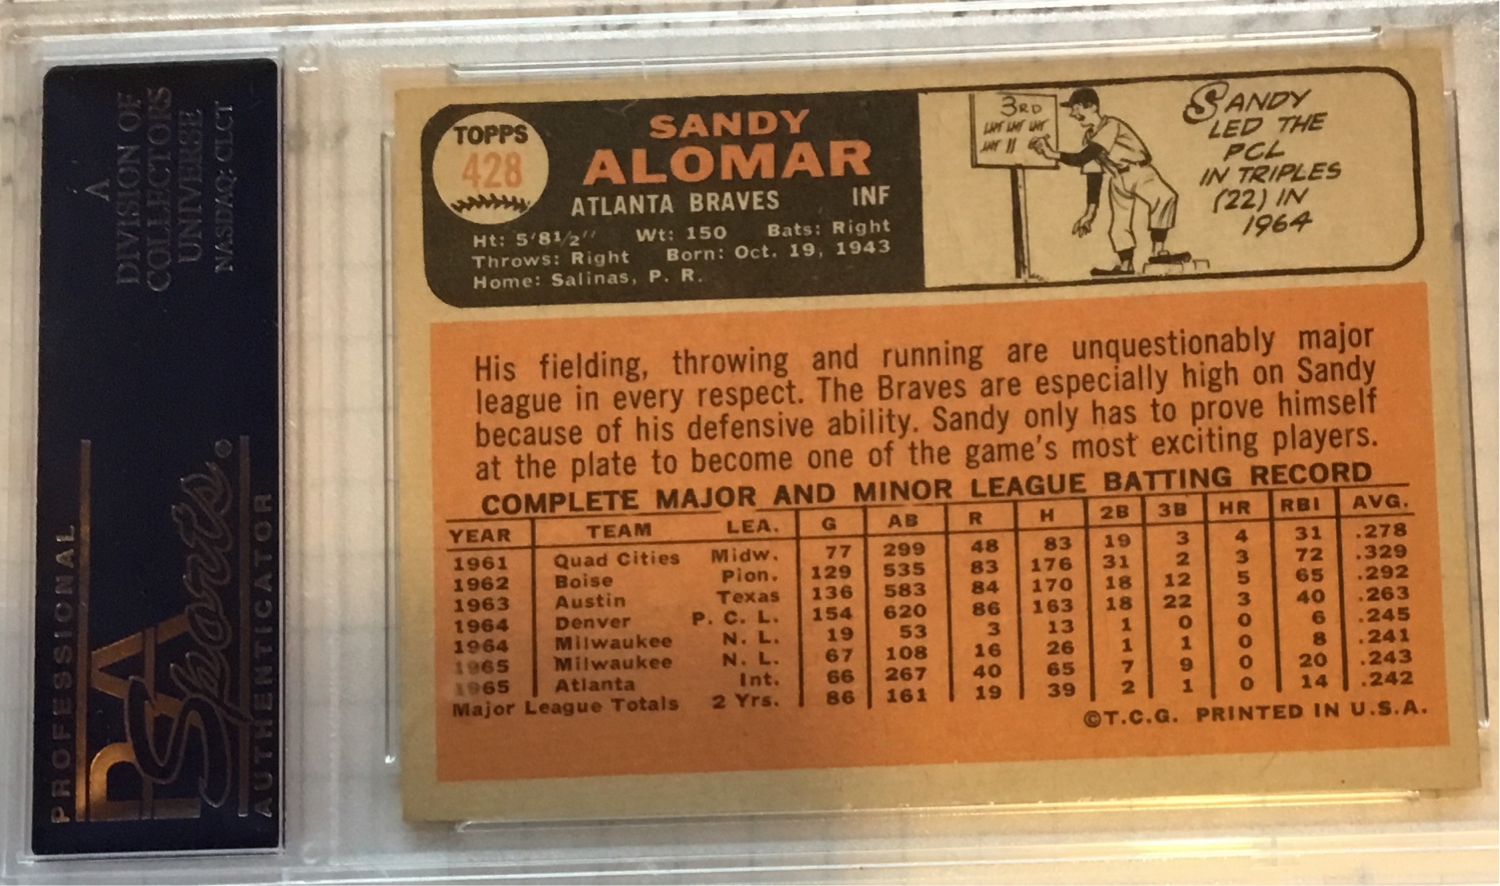 A
DIVISION OF
COLLECTORS
UNIVERSE
NASDAQ: CLCT
PROFESSIONAL
PSA
Sports
AUTHENTICATOR
TOPPS
428
SANDY
ALOMAR
ATLANTA BRAVES INF
Ht: 5'8½" Wt: 150 Bats: Right
Throws: Right Born: Oct. 19, 1943
Home: Salinas, P. R.
3RD
SANDY
LED THE
PCL
IN TRIPLES
(22) IN
1964
His fielding, throwing and running are unquestionably major
league in every respect. The Braves are especially high on Sandy
because of his defensive ability. Sandy only has to prove himself
at the plate to become one of the game's most exciting players.
COMPLETE MAJOR AND MINOR LEAGUE BATTING RECORD
YEAR TEAM LEA. G AB R H 2B 3B HR RBI AVG.
1961 Quad Cities Midw. 77 299 48 83 19 3 4 31 .278
1962 Boise Pion. 129 535 83 176 31 2 3 72 .329
1963 Austin Texas 136 583 84 170 18 12 5 65 .292
1964 Denver P. C. L. 154 620 86 163 18 22 3 40 .263
1964 Milwaukee N. L. 19 53 3 13 1 0 0 6 .245
1965 Milwaukee N. L. 67 108 16 26 1 1 0 8 .241
1965 Atlanta Int. 66 267 40 65 7 9 0 20 .243
Major League Totals 2 Yrs. 86 161 19 39 2 1 0 14 .242
©T.C.G. PRINTED IN U.S.A.